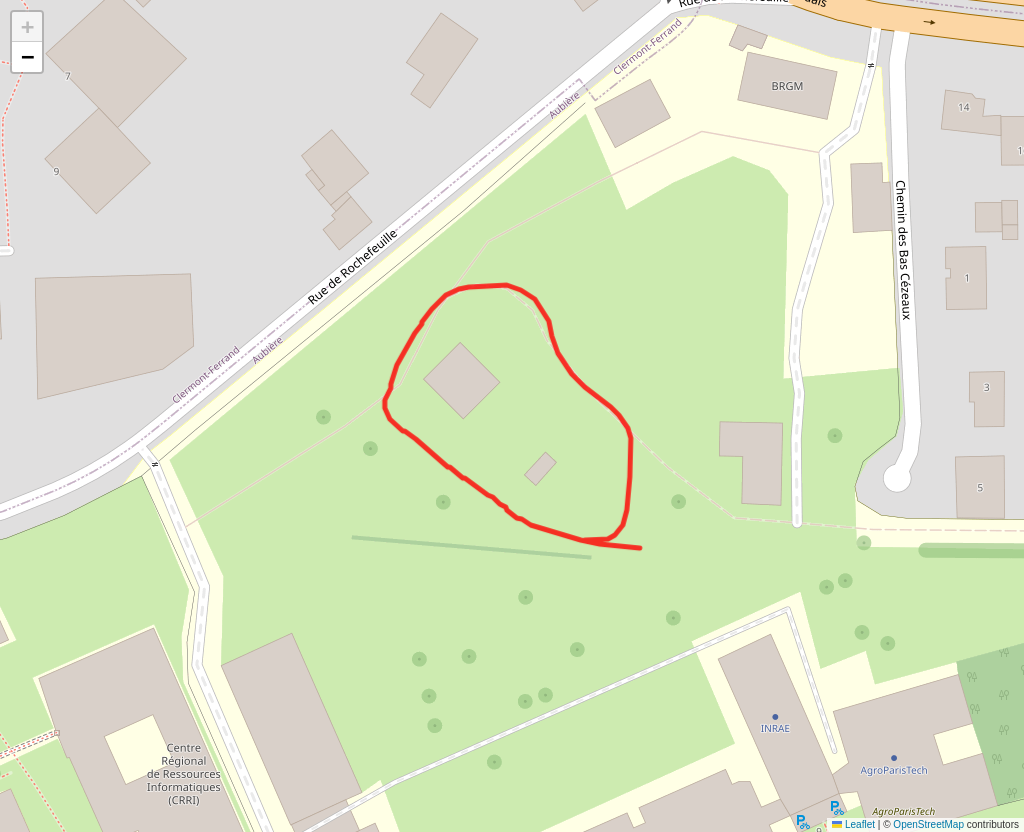 +
−
Clermont-Ferrand
Aubière
BRGM
7
9
14
Rue de Rochefeuille
Chemin des Bas Cézeaux
1
Clermont-Ferrand
Aubière
3
5
Centre
Régional
de Ressources
Informatiques
(CRRI)
INRAE
AgroParisTech
AgroParisTech
Leaflet | © OpenStreetMap contributors